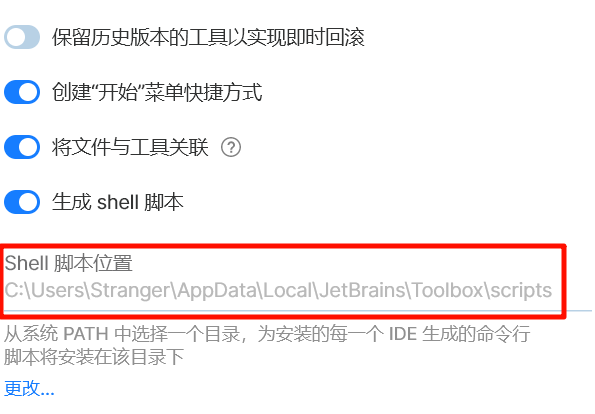 保留历史版本的工具以实现即时回滚
创建“开始”菜单快捷方式
将文件与工具关联 ?
生成 shell 脚本
Shell 脚本位置
C:\Users\Stranger\AppData\Local\JetBrains\Toolbox\scripts
从系统 PATH 中选择一个目录，为安装的每一个 IDE 生成的命令行
脚本将安装在该目录下
更改...